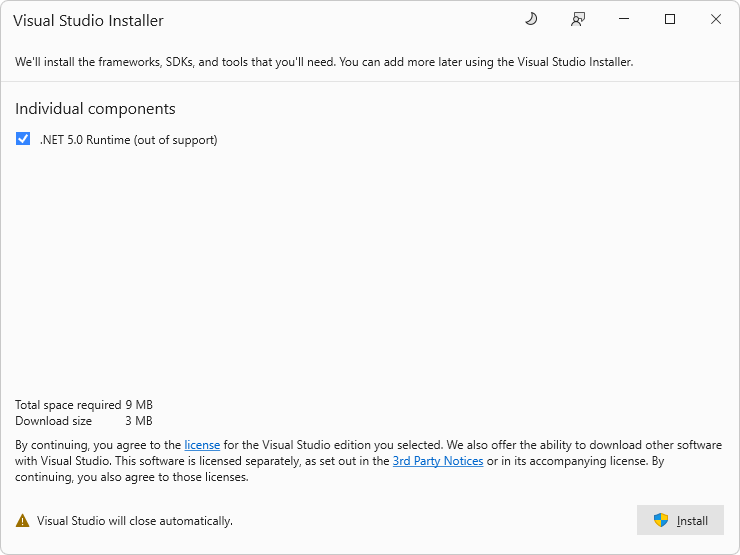 Visual Studio Installer
We'll install the frameworks, SDKs, and tools that you'll need. You can add more later using the Visual Studio Installer.
Individual components
.NET 5.0 Runtime (out of support)
Total space required 9 MB
Download size 3 MB
By continuing, you agree to the license for the Visual Studio edition you selected. We also offer the ability to download other software
with Visual Studio. This software is licensed separately, as set out in the 3rd Party Notices or in its accompanying license. By
continuing, you also agree to those licenses.
Visual Studio will close automatically.
Install